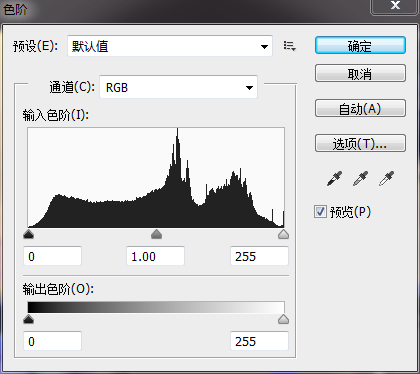 色阶
预设(E): 默认值
确定
通道(C): RGB
取消
输入色阶(I):
自动(A)
选项(T)...
预览(P)
0 1.00 255
输出色阶(O):
0 255